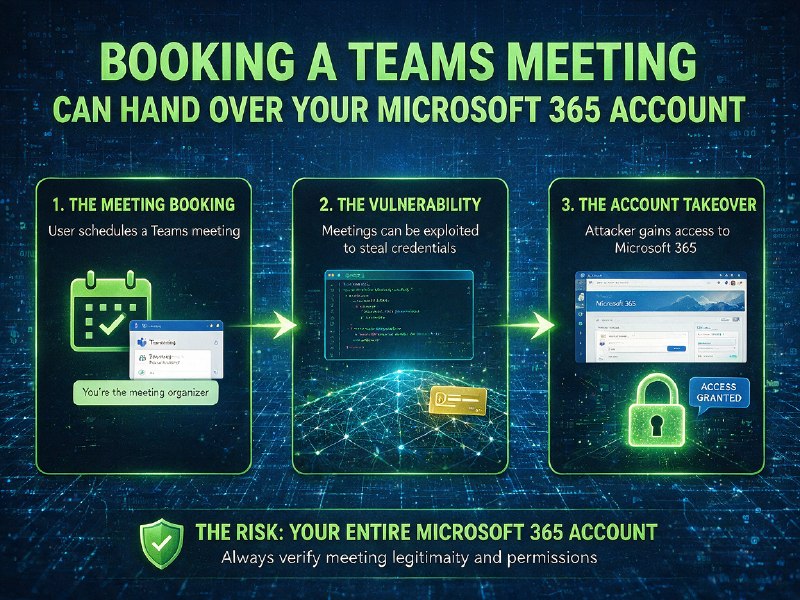 BOOKING A TEAMS MEETING
CAN HAND OVER YOUR MICROSOFT 365 ACCOUNT
1. THE MEETING BOOKING
User schedules a Teams meeting
You're the meeting organizer
2. THE VULNERABILITY
Meetings can be exploited
to steal credentials
3. THE ACCOUNT TAKEOVER
Attacker gains access to
Microsoft 365
Microsoft 365
ACCESS
GRANTED
THE RISK: YOUR ENTIRE MICROSOFT 365 ACCOUNT
Always verify meeting legitimaity and permissions